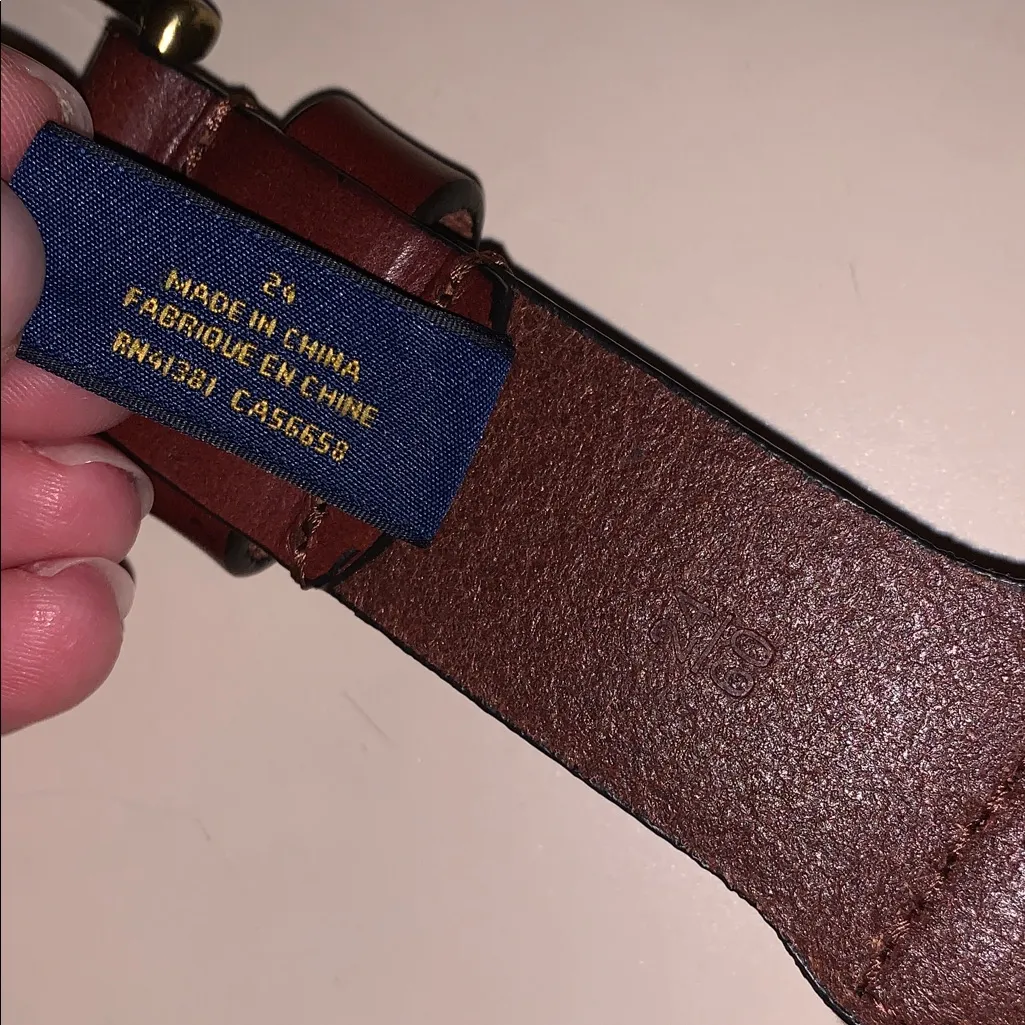 24
MADE IN CHINA
FABRIQUE EN CHINE
RN41381 CA56658